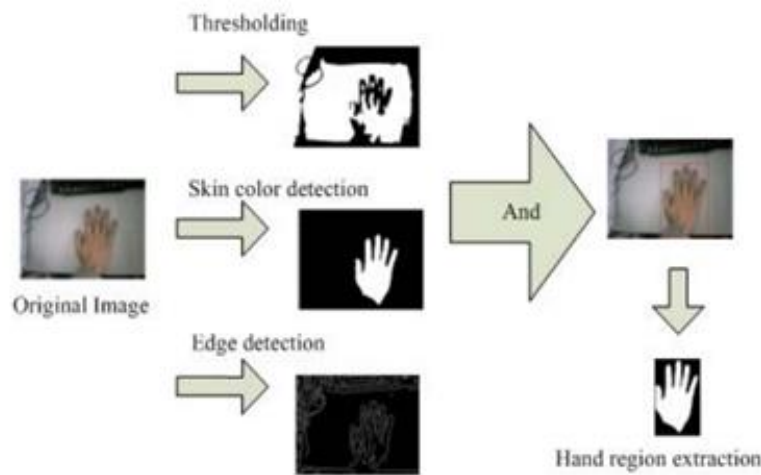 Thresholding
Skin color detection
And
Original Image
Edge detection
Hand region extraction